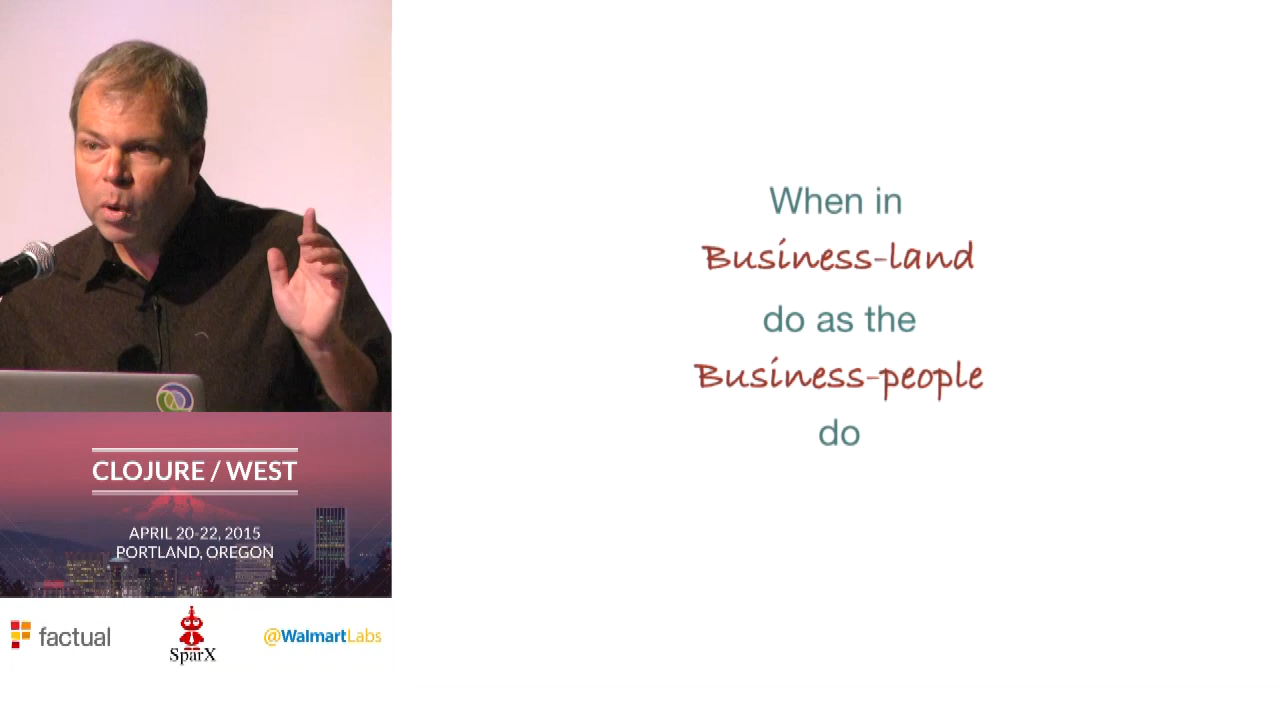 When in
Business-land
do as the
Business-people
do
CLOJURE / WEST
APRIL 20-22, 2015
PORTLAND, OREGON
factual
SparX
@WalmartLabs